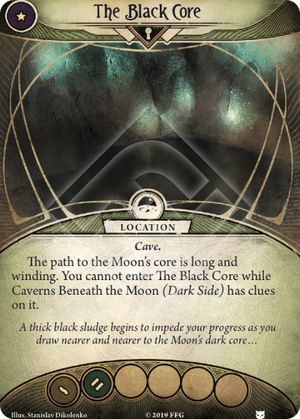 The Black Core
LOCATION
Cave.
The path to the Moon's core is long and
winding. You cannot enter The Black Core while
Caverns Beneath the Moon (Dark Side) has clues
on it.
A thick black sludge begins to impede your progress as you
draw nearer and nearer to the Moon's dark core…
Illus. Stanislav Dikolenko
© 2019 FFG